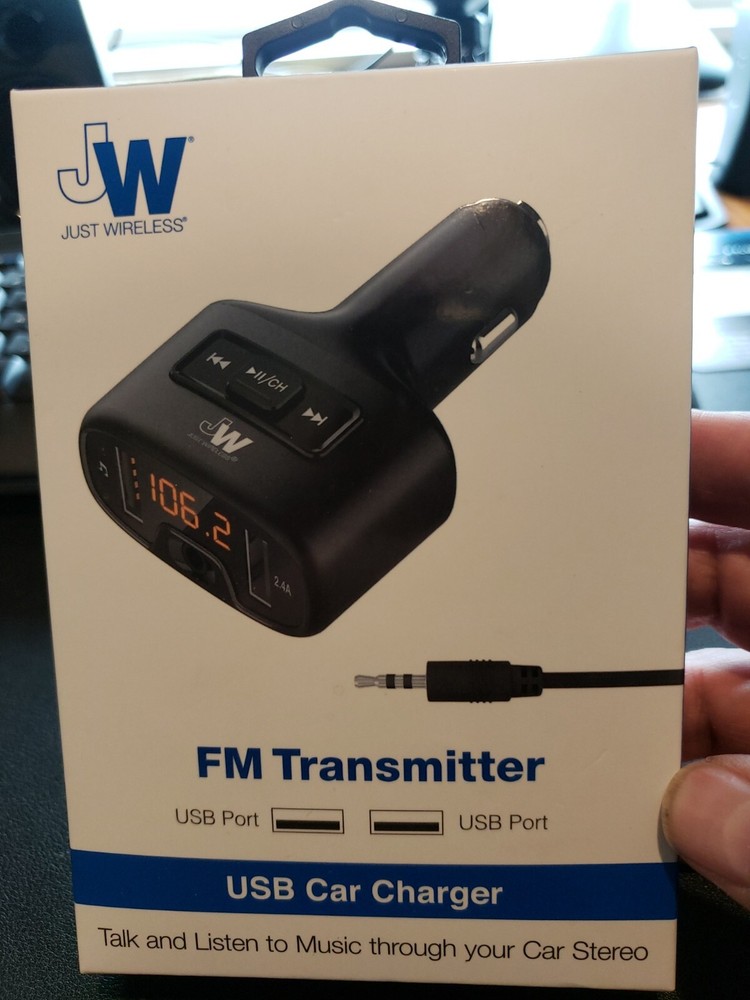 JW®
JUST WIRELESS®
▶II/CH
JW
JUST WIRELESS®
106.2
2.4A
FM Transmitter
USB Port USB Port
USB Car Charger
Talk and Listen to Music through your Car Stereo